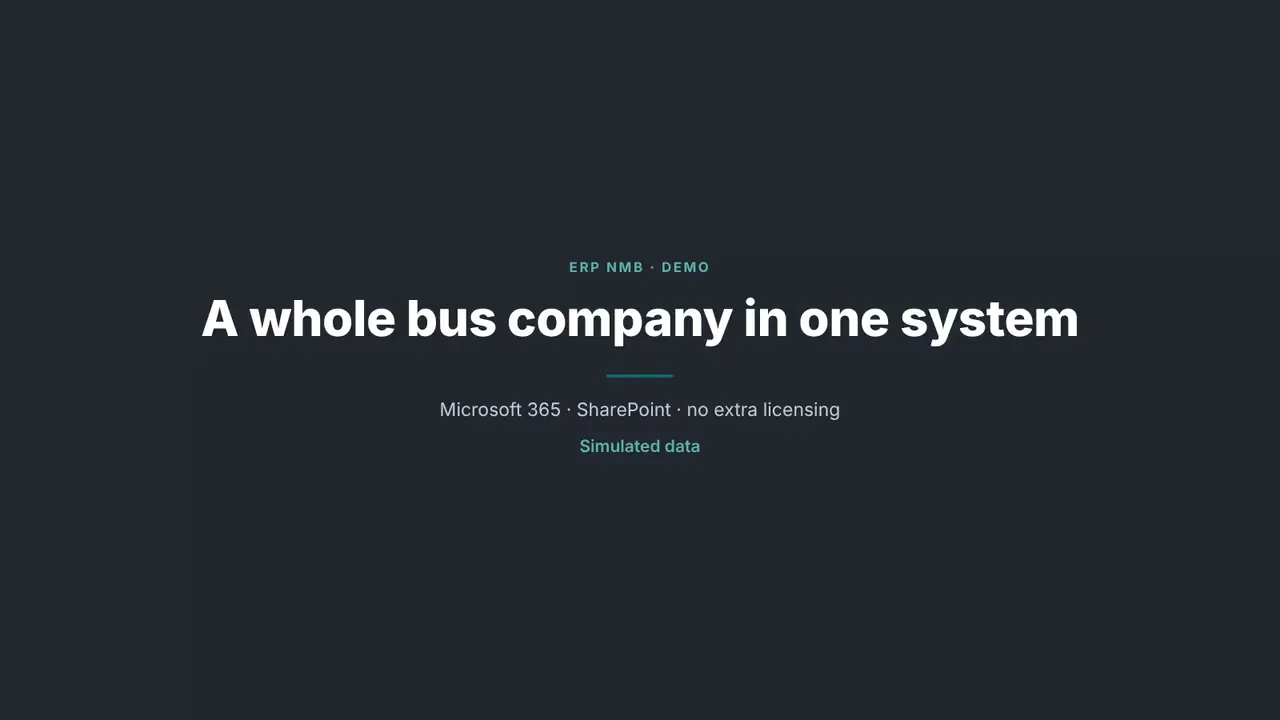 ERP NMB · DEMO
A whole bus company in one system
Microsoft 365 · SharePoint · no extra licensing
Simulated data